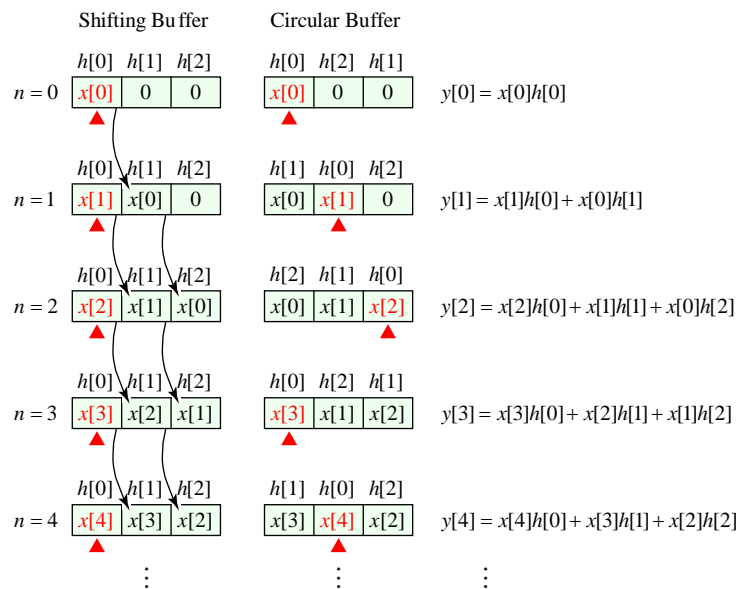 Shifting Buffer Circular Buffer
h[0] h[1] h[2] h[0] h[2] h[1]
n = 0 x[0] 0 0 x[0] 0 0 y[0] = x[0]h[0]
h[0] h[1] h[2] h[1] h[0] h[2]
n = 1 x[1] x[0] 0 x[0] x[1] 0 y[1] = x[1]h[0] + x[0]h[1]
h[0] h[1] h[2] h[2] h[1] h[0]
n = 2 x[2] x[1] x[0] x[0] x[1] x[2] y[2] = x[2]h[0] + x[1]h[1] + x[0]h[2]
h[0] h[1] h[2] h[0] h[2] h[1]
n = 3 x[3] x[2] x[1] x[3] x[1] x[2] y[3] = x[3]h[0] + x[2]h[1] + x[1]h[2]
h[0] h[1] h[2] h[1] h[0] h[2]
n = 4 x[4] x[3] x[2] x[3] x[4] x[2] y[4] = x[4]h[0] + x[3]h[1] + x[2]h[2]
⋮ ⋮ ⋮